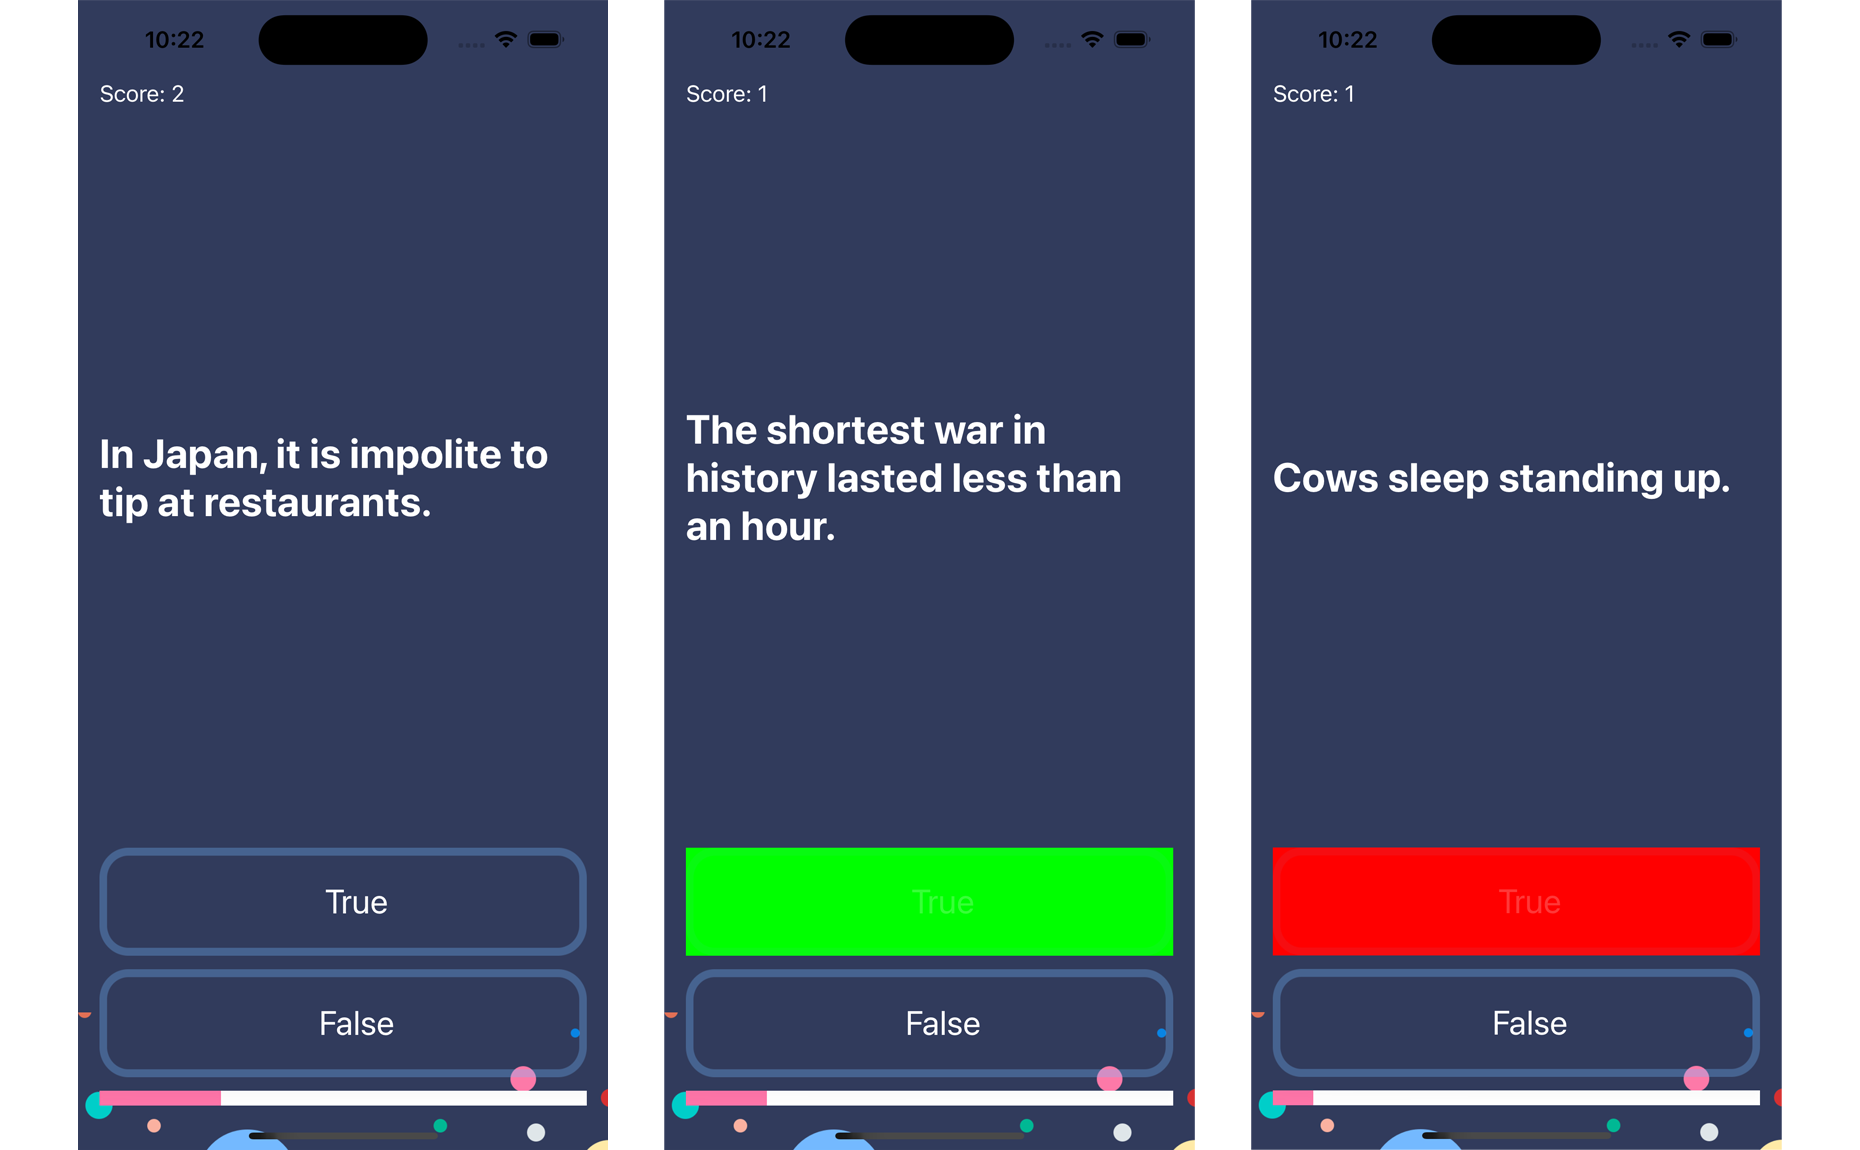 10:22
Score: 2
In Japan, it is impolite to
tip at restaurants.
True
False
10:22
Score: 1
The shortest war in
history lasted less than
an hour.
True
False
10:22
Score: 1
Cows sleep standing up.
True
False